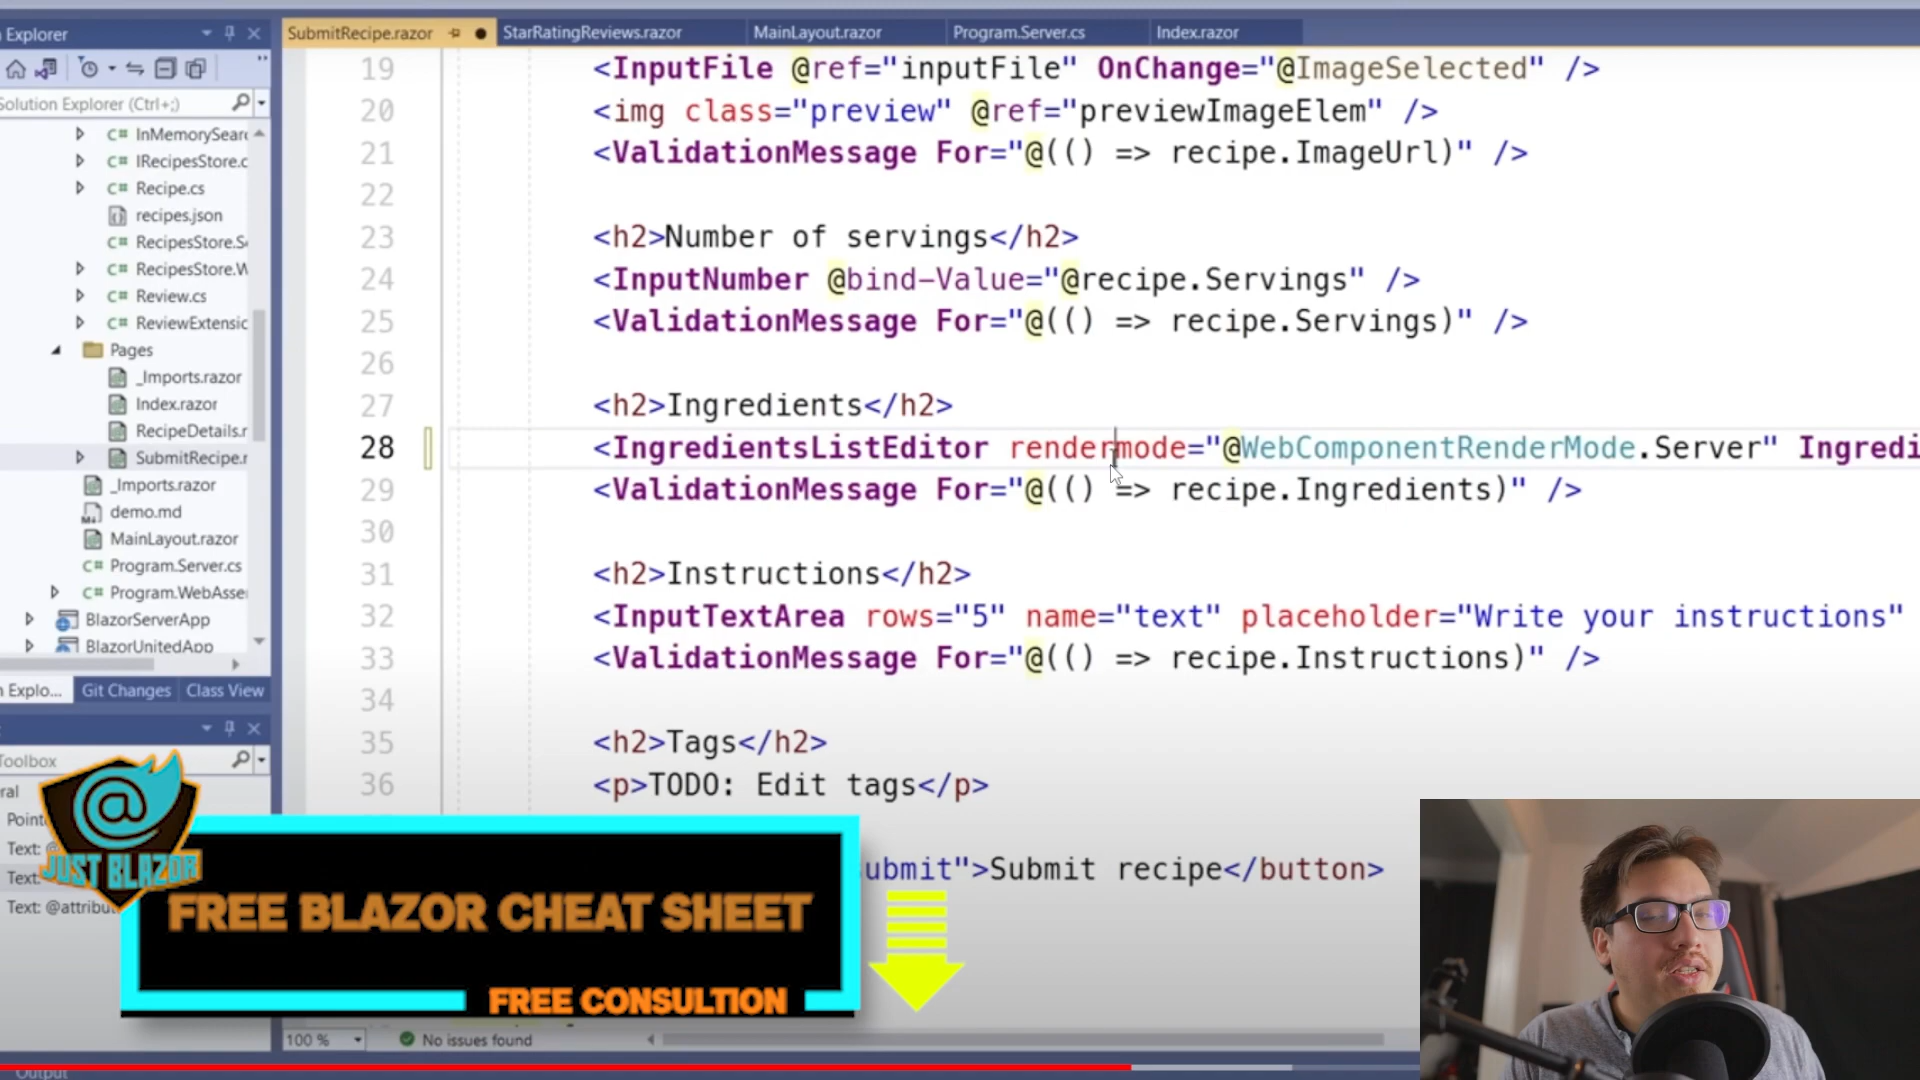 Explorer
SubmitRecipe.razor
StarRatingReviews.razor
MainLayout.razor
Program.Server.cs
Index.razor
Solution Explorer (Ctrl+;)
C# InMemorySear
C# IRecipesStore.c
C# Recipe.cs
recipes.json
C# RecipesStore.S
C# RecipesStore.W
C# Review.cs
C# ReviewExtensio
Pages
_Imports.razor
Index.razor
RecipeDetails.r
SubmitRecipe.r
_Imports.razor
demo.md
MainLayout.razor
C# Program.Server.cs
C# Program.WebAsse
BlazorServerApp
BlazorUnitedApp
Explo... Git Changes Class View
Toolbox
ral
Point
Text: @
Text:
Text: @attribu
19 <InputFile @ref="inputFile" OnChange="@ImageSelected" />
20 <img class="preview" @ref="previewImageElem" />
21 <ValidationMessage For="@(() => recipe.ImageUrl)" />
22
23 <h2>Number of servings</h2>
24 <InputNumber @bind-Value="@recipe.Servings" />
25 <ValidationMessage For="@(() => recipe.Servings)" />
26
27 <h2>Ingredients</h2>
28 <IngredientsListEditor rendermode="@WebComponentRenderMode.Server" Ingredi
29 <ValidationMessage For="@(() => recipe.Ingredients)" />
30
31 <h2>Instructions</h2>
32 <InputTextArea rows="5" name="text" placeholder="Write your instructions"
33 <ValidationMessage For="@(() => recipe.Instructions)" />
34
35 <h2>Tags</h2>
36 <p>TODO: Edit tags</p>
ubmit">Submit recipe</button>
@
JUST BLAZOR
FREE BLAZOR CHEAT SHEET
FREE CONSULTION
100 %
No issues found
Output